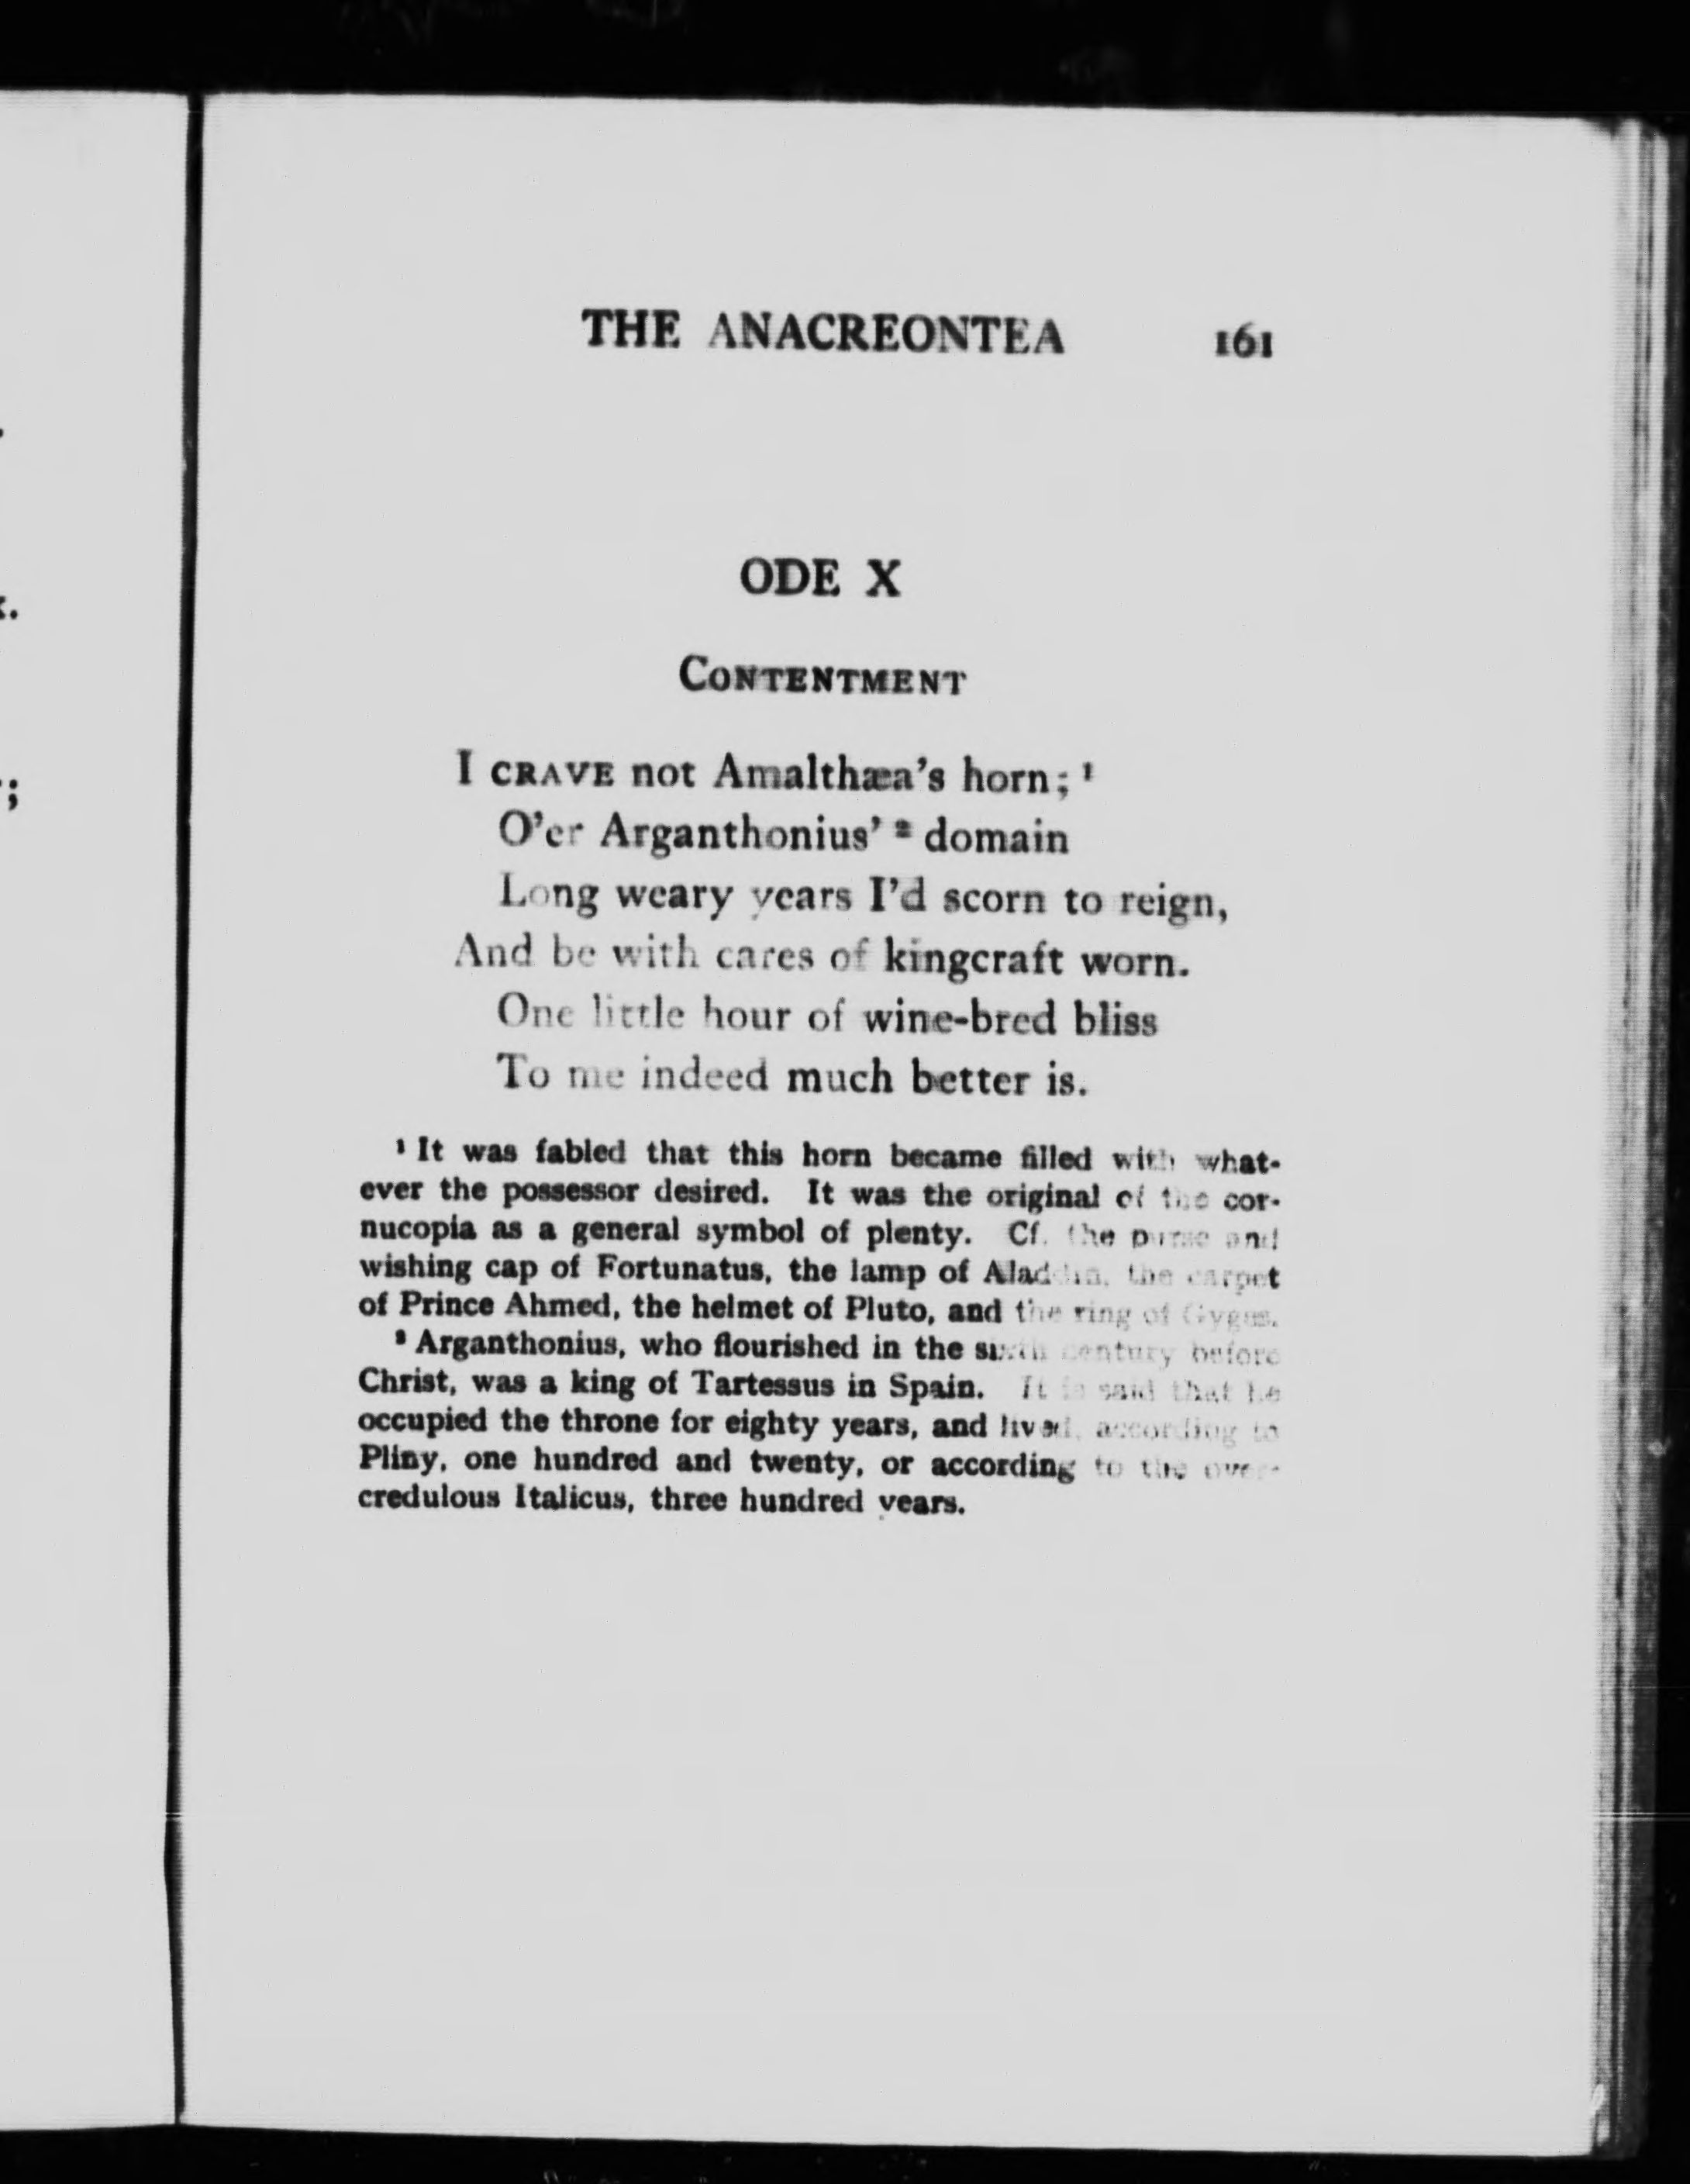 THE ANACREONTEA 161
ODE X
CONTENTMENT
I CRAVE not Amalthæa's horn; ¹
O'er Arganthonius' ² domain
Long weary years I'd scorn to reign,
And be with cares of kingcraft worn.
One little hour of wine-bred bliss
To me indeed much better is.
¹ It was fabled that this horn became filled with what-
ever the possessor desired. It was the original of the cor-
nucopia as a general symbol of plenty. Cf. the purse and
wishing cap of Fortunatus, the lamp of Aladdin, the carpet
of Prince Ahmed, the helmet of Pluto, and the ring of Gyges.
² Arganthonius, who flourished in the sixth century before
Christ, was a king of Tartessus in Spain. It is said that he
occupied the throne for eighty years, and lived, according to
Pliny, one hundred and twenty, or according to the over-
credulous Italicus, three hundred years.